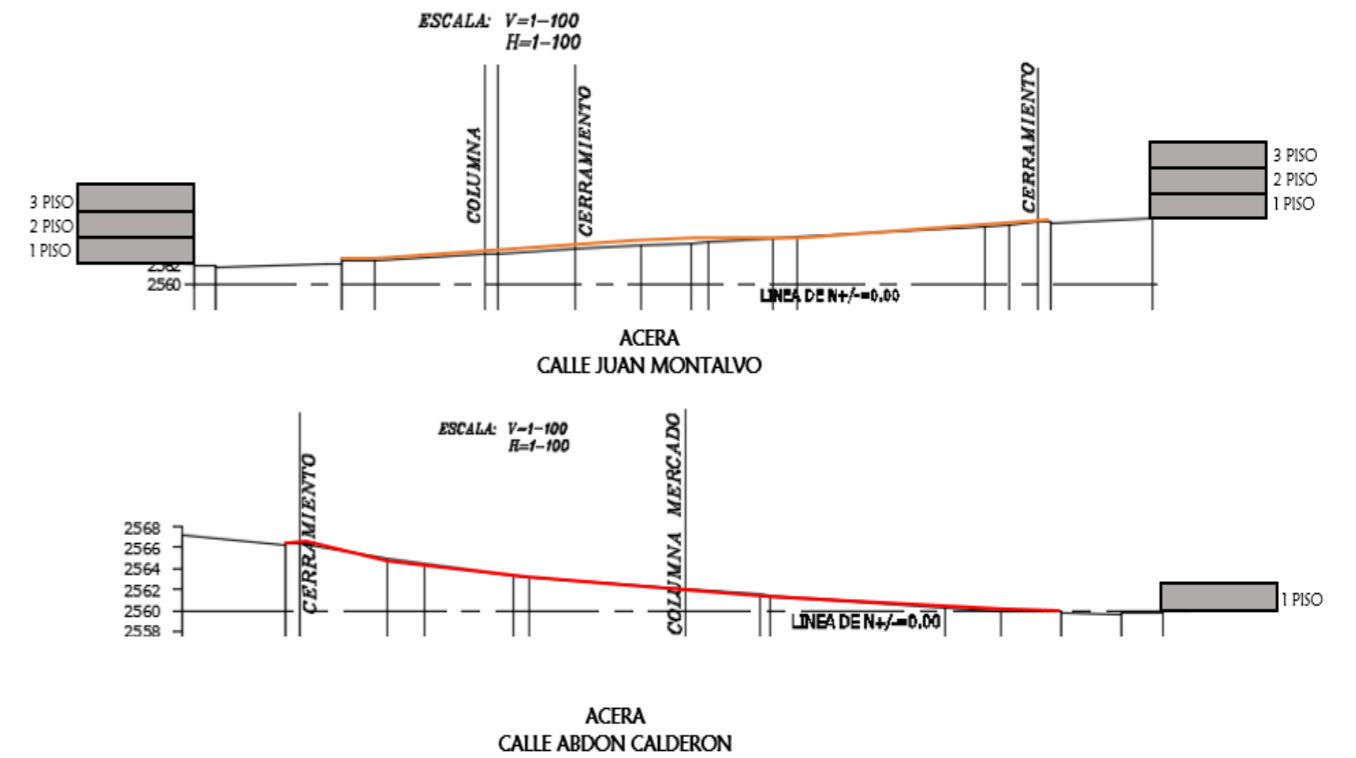 ESCALA: V=1-100
H=1-100
COLUMNA
CERRAMIENTO
CERRAMIENTO
3 PISO
2 PISO
1 PISO
3 PISO
2 PISO
1 PISO
2562
2560
LINEA DE N+/-=0.00
ACERA
CALLE JUAN MONTALVO
ESCALA: V=1-100
H=1-100
CERRAMIENTO
COLUMNA MERCADO
2568
2566
2564
2562
2560
2558
LINEA DE N+/-=0.00
1 PISO
ACERA
CALLE ABDON CALDERON